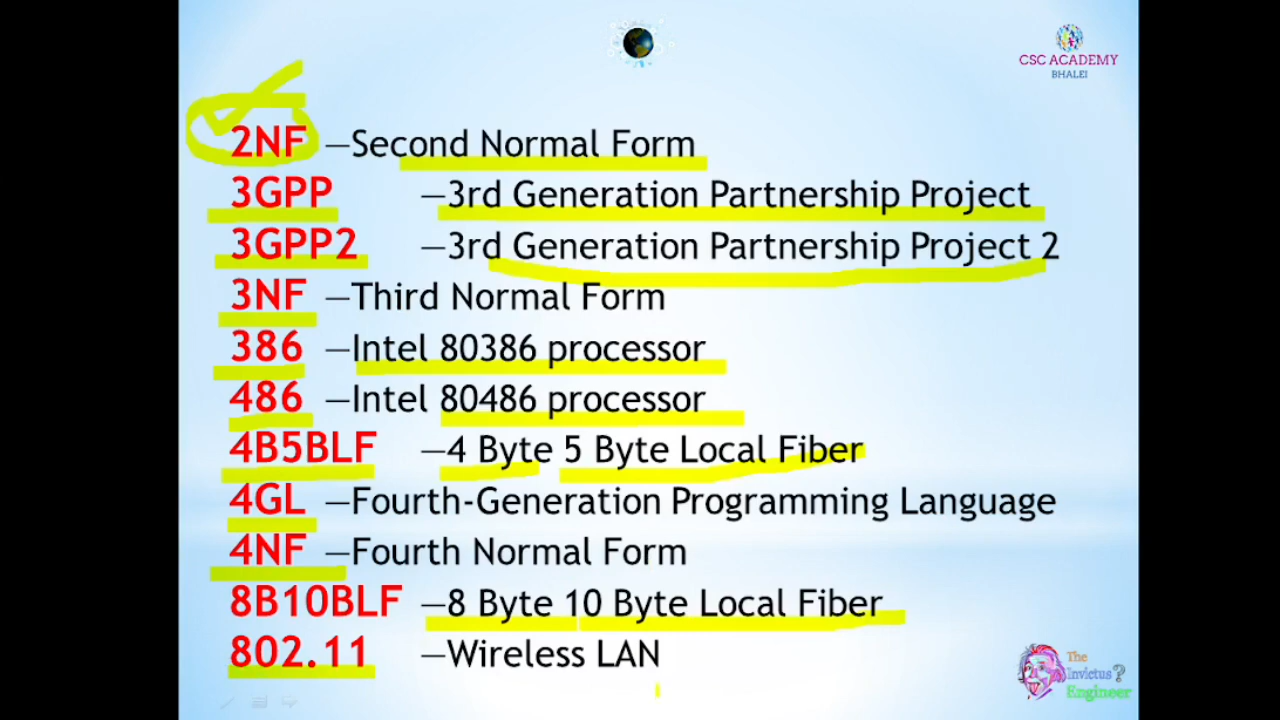 CSC ACADEMY
BHALEI
2NF –Second Normal Form
3GPP –3rd Generation Partnership Project
3GPP2 –3rd Generation Partnership Project 2
3NF –Third Normal Form
386 –Intel 80386 processor
486 –Intel 80486 processor
4B5BLF –4 Byte 5 Byte Local Fiber
4GL –Fourth-Generation Programming Language
4NF –Fourth Normal Form
8B10BLF –8 Byte 10 Byte Local Fiber
802.11 –Wireless LAN
The
Invictus?
Engineer